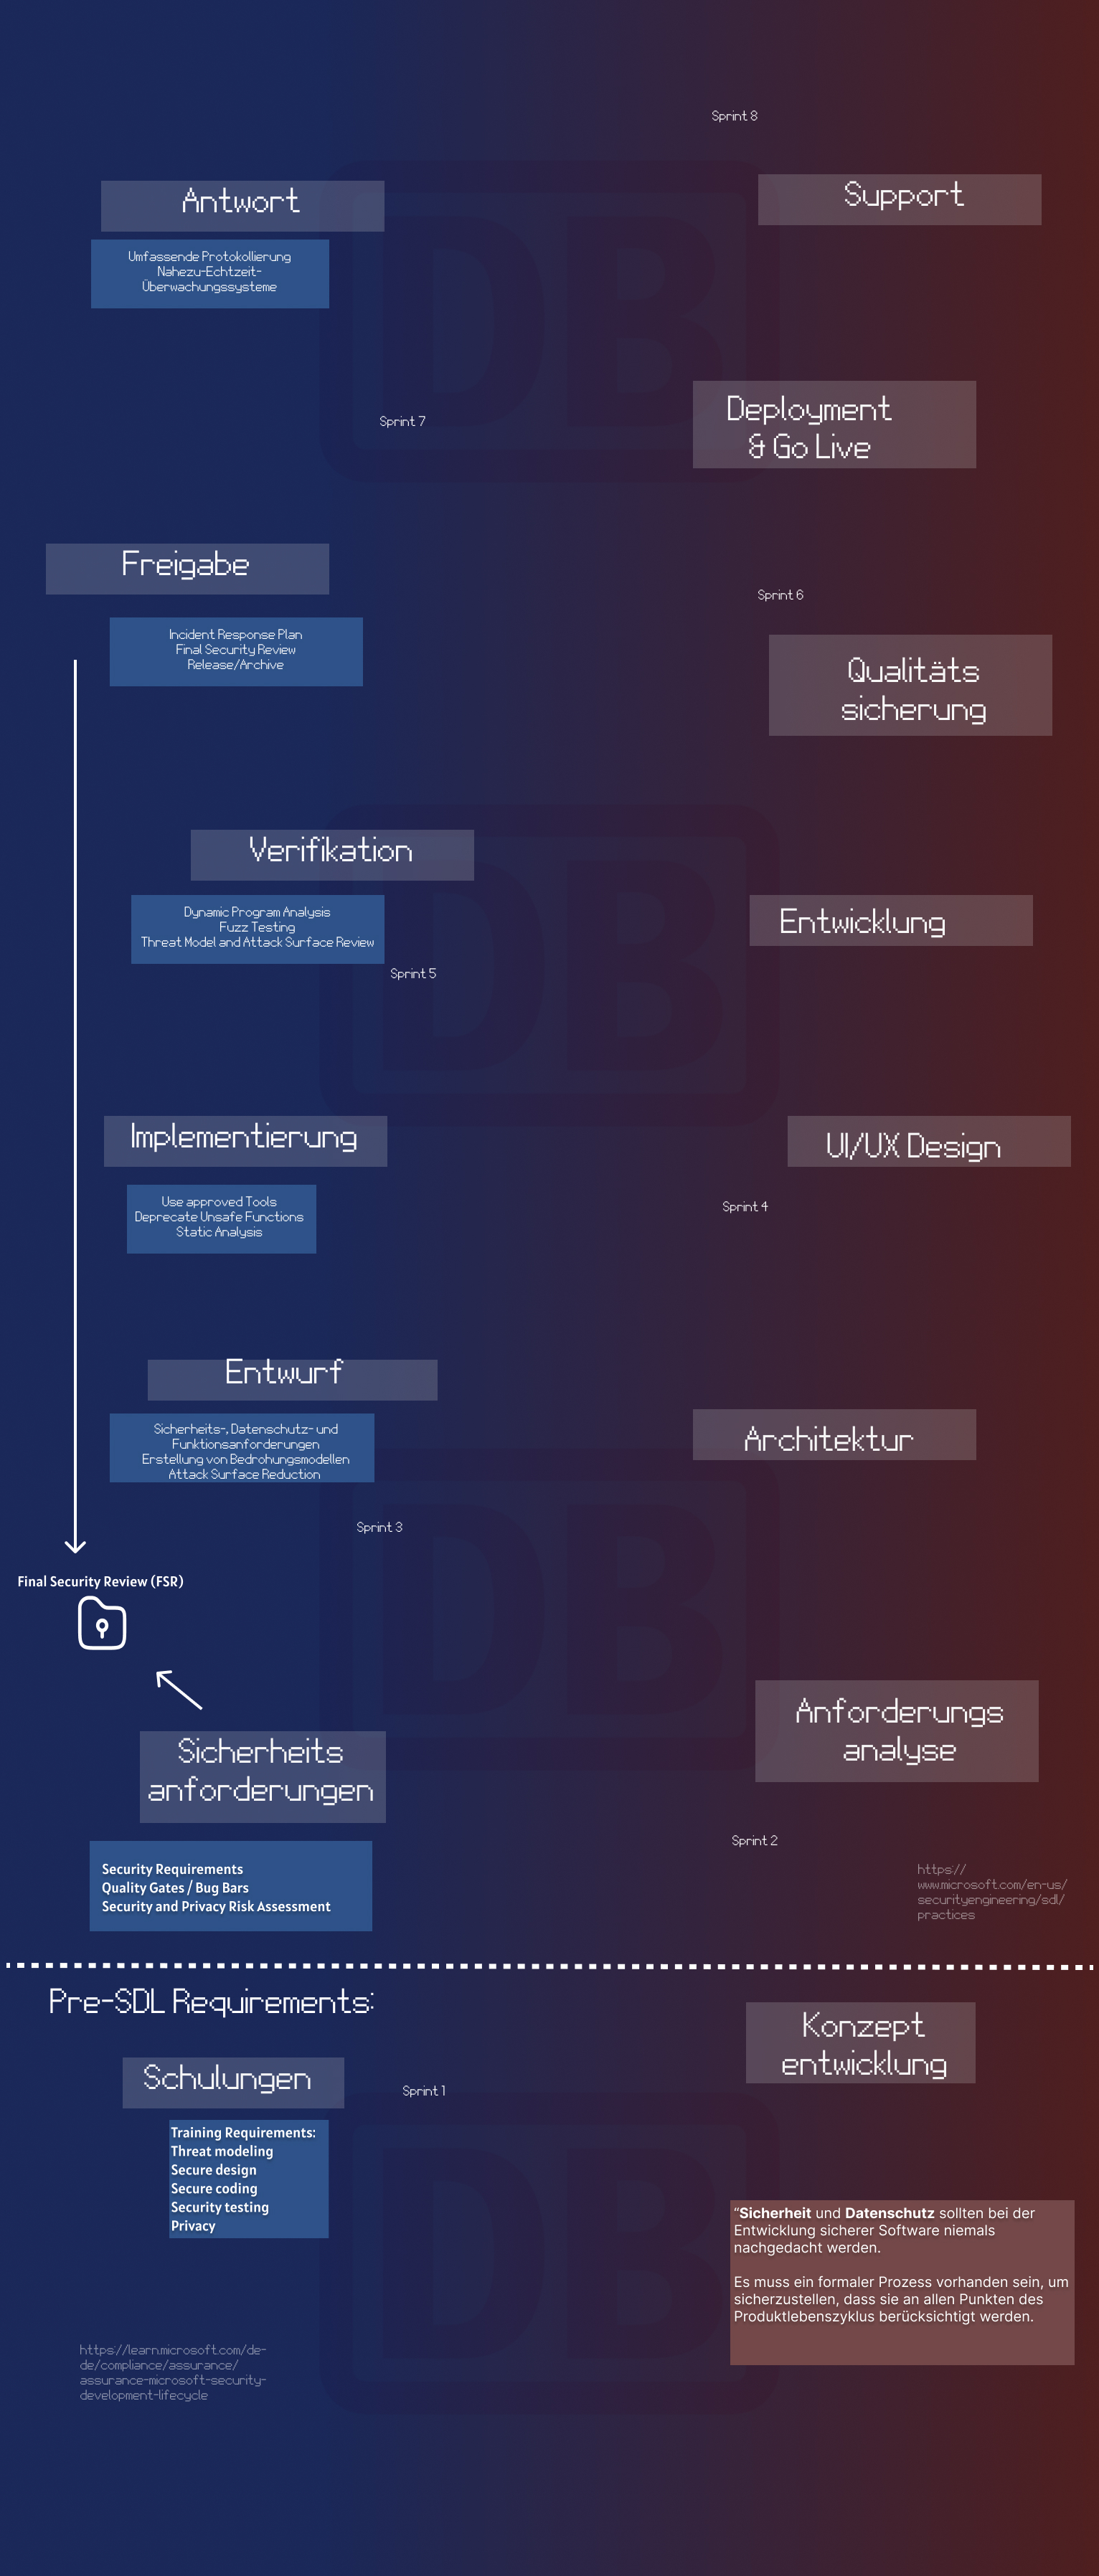 Sprint 8
Antwort
Support
Umfassende Protokollierung
Nahezu-Echtzeit-
Überwachungssysteme
Deployment
& Go Live
Sprint 7
Freigabe
Sprint 6
Incident Response Plan
Final Security Review
Release/Archive
Qualitäts
sicherung
Verifikation
Dynamic Program Analysis
Fuzz Testing
Threat Model and Attack Surface Review
Entwicklung
Sprint 5
Implementierung
UI/UX Design
Use approved Tools
Deprecate Unsafe Functions
Static Analysis
Sprint 4
Entwurf
Sicherheits-, Datenschutz- und
Funktionsanforderungen
Erstellung von Bedrohungsmodellen
Attack Surface Reduction
Architektur
Sprint 3
Final Security Review (FSR)
Anforderungs
analyse
Sicherheits
anforderungen
Sprint 2
Security Requirements
Quality Gates / Bug Bars
Security and Privacy Risk Assessment
https://
www.microsoft.com/en-us/
securityengineering/sdl/
practices
Pre-SDL Requirements:
Konzept
entwicklung
Schulungen
Sprint 1
Training Requirements:
Threat modeling
Secure design
Secure coding
Security testing
Privacy
“Sicherheit und Datenschutz sollten bei der
Entwicklung sicherer Software niemals
nachgedacht werden.
Es muss ein formaler Prozess vorhanden sein, um
sicherzustellen, dass sie an allen Punkten des
Produktlebenszyklus berücksichtigt werden.
https://learn.microsoft.com/de-
de/compliance/assurance/
assurance-microsoft-security-
development-lifecycle
DB
DB
DB
DB